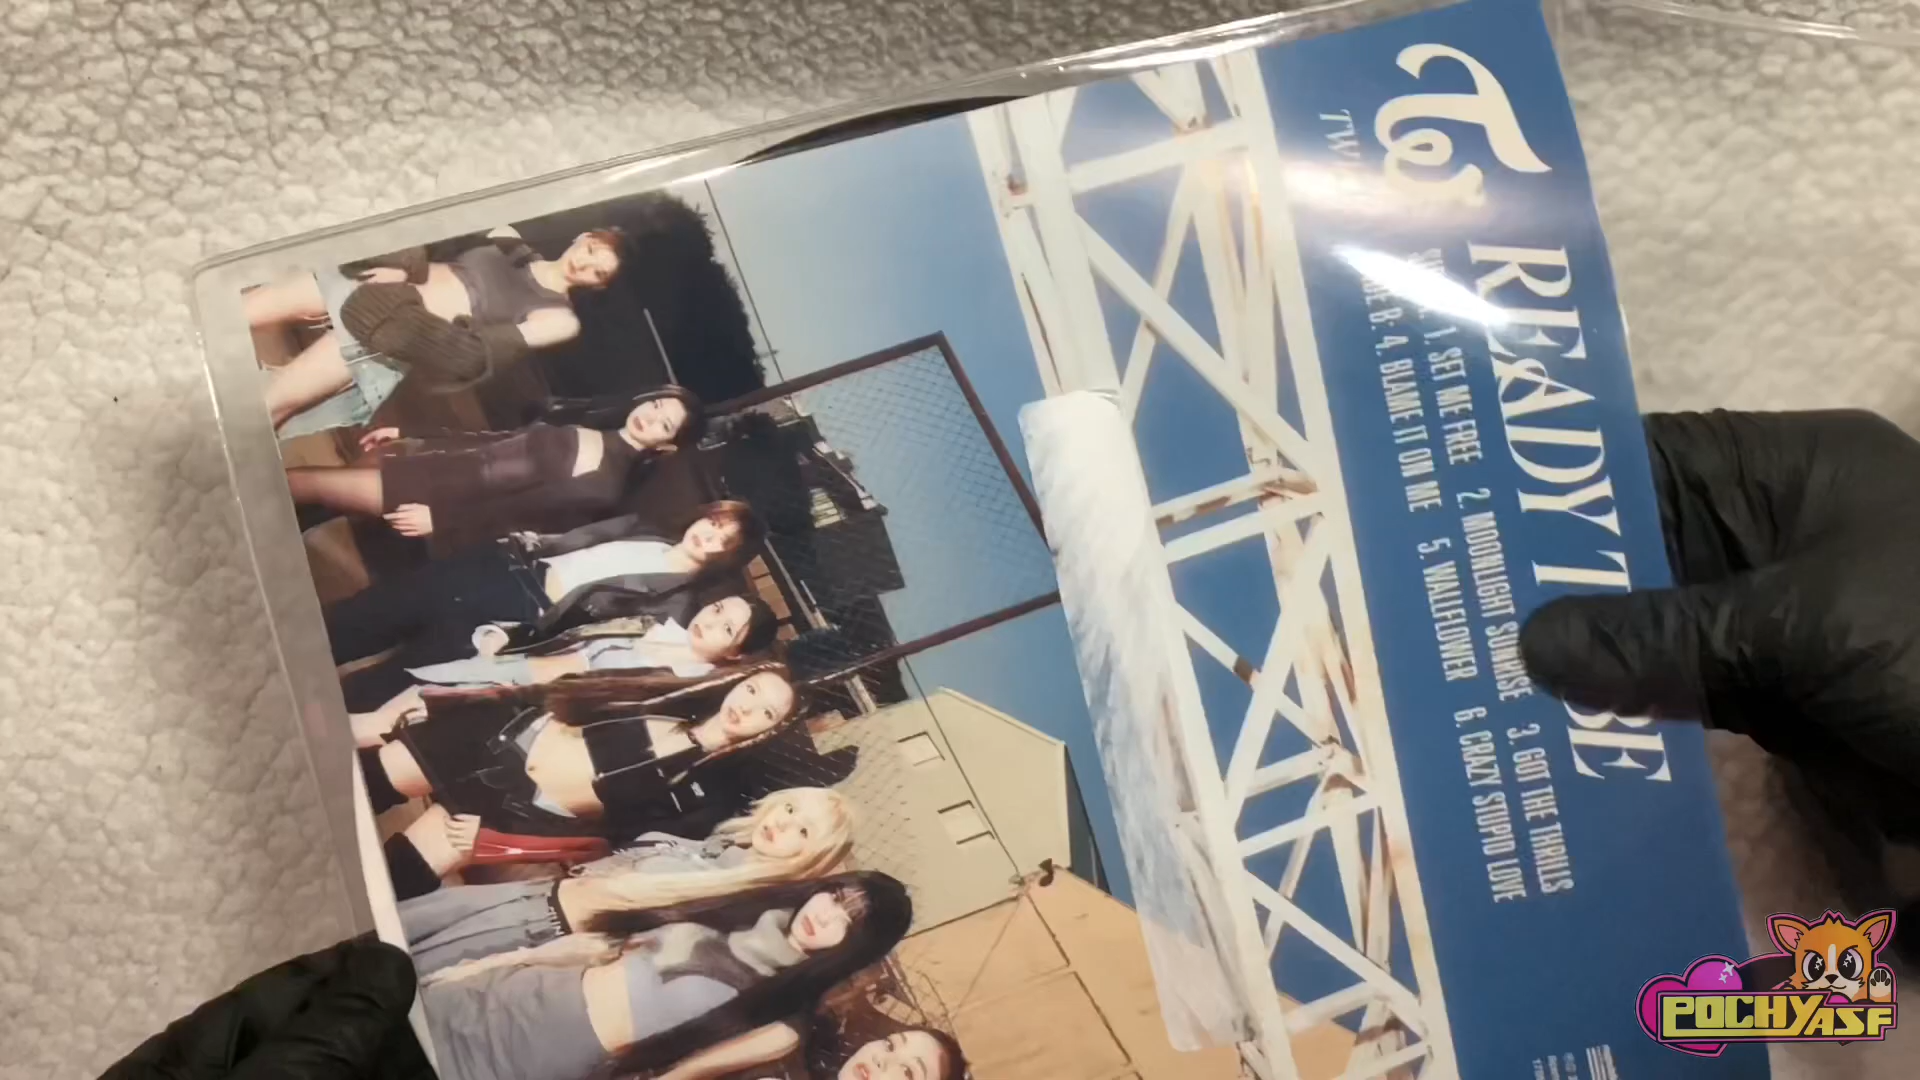 READY TO BE
1. SET ME FREE 2. MOONLIGHT SUNRISE 3. GOT THE THRILLS
B: 4. BLAME IT ON ME 5. WALLFLOWER 6. CRAZY STUPID LOVE
POCHYASF